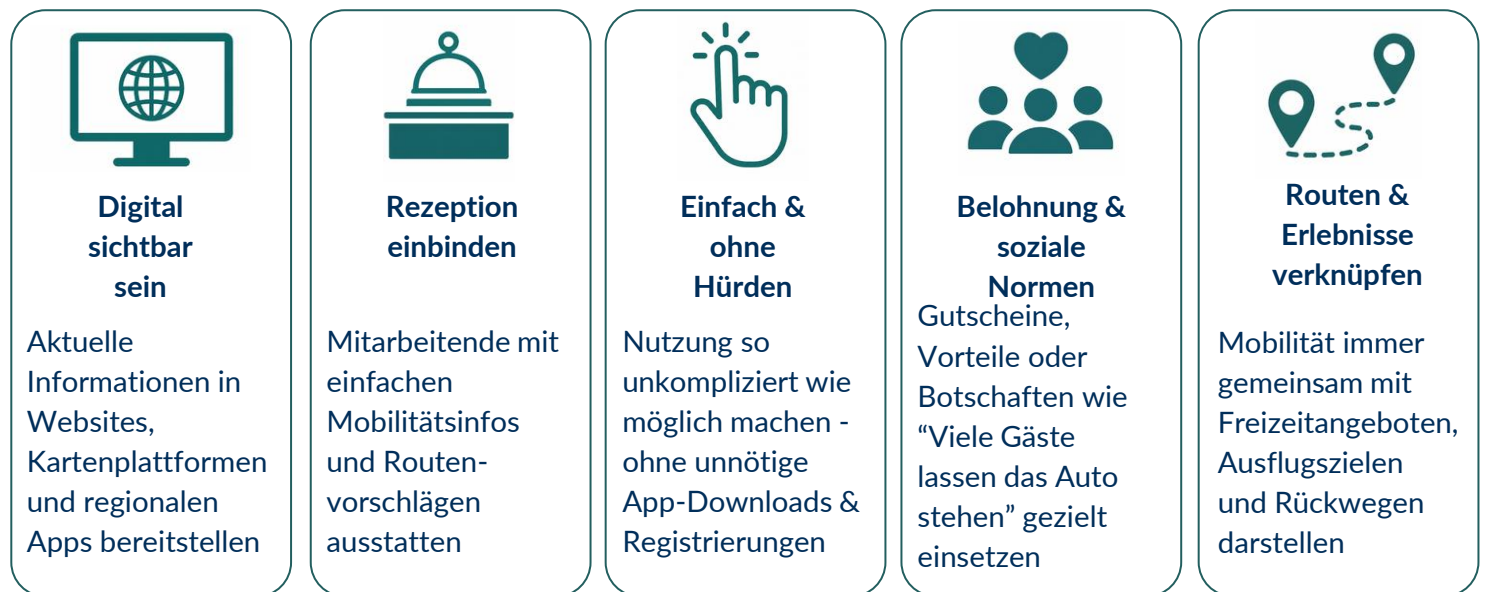 Digital
sichtbar
sein
Aktuelle
Informationen in
Websites,
Kartenplattformen
und regionalen
Apps bereitstellen
Rezeption
einbinden
Mitarbeitende mit
einfachen
Mobilitätsinfos
und Routen-
vorschlägen
ausstatten
Einfach &
ohne
Hürden
Nutzung so
unkompliziert wie
möglich machen -
ohne unnötige
App-Downloads &
Registrierungen
Belohnung &
soziale
Normen
Gutscheine,
Vorteile oder
Botschaften wie
“Viele Gäste
lassen das Auto
stehen” gezielt
einsetzen
Routen &
Erlebnisse
verknüpfen
Mobilität immer
gemeinsam mit
Freizeitangeboten,
Ausflugszielen
und Rückwegen
darstellen